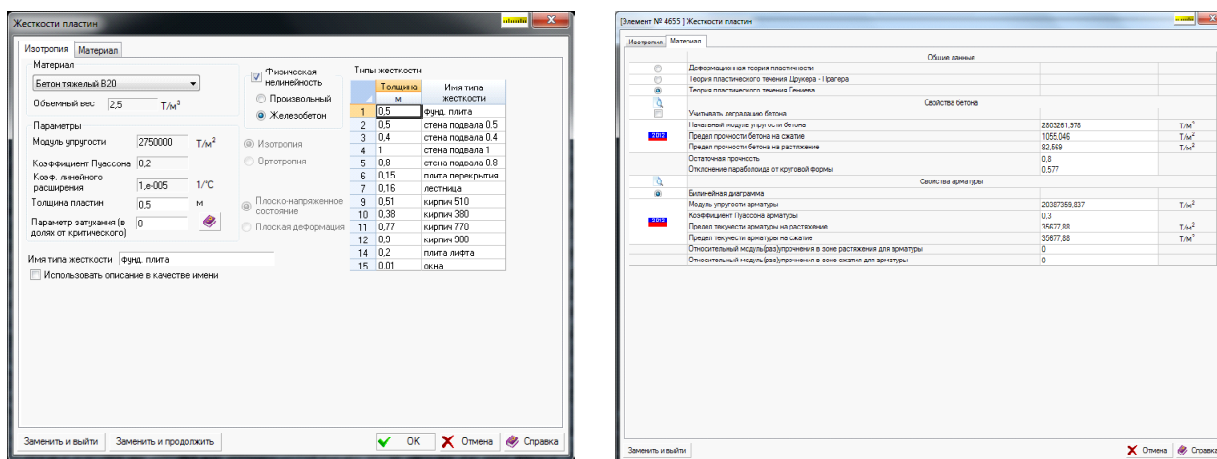 Жесткости пластин
Изотропия Материал
Материал
Бетон тяжелый B20
Объемный вес 2,5 Т/м³
Параметры
Модуль упругости 2750000 Т/м²
Коэффициент Пуассона 0,2
Коэф. линейного расширения 1,e-005 1/°C
Толщина пластин 0,5 м
Параметр затухания (в долях от критического) 0
Имя типа жесткости фунд. плита
Использовать описание в качестве имени
Физическая нелинейность
Произвольный
Железобетон
Изотропия
Ортотропия
Плоско-напряженное состояние
Плоская деформация
Типы жесткости
Толщина Имя типа жесткости
м
1 0,5 фунд. плита
2 0,5 стена подвала 0.5
3 0,4 стена подвала 0.4
4 1 стена подвала 1
5 0,8 стена подвала 0.8
6 0,15 плита перекрытия
7 0,16 лестница
9 0,51 кирпич 510
10 0,38 кирпич 380
11 0,77 кирпич 770
12 0,9 кирпич 900
14 0,2 плита лифта
15 0,01 окна
Заменить и выйти Заменить и продолжить OK Отмена Справка
[Элемент № 4655 ] Жесткости пластин
Изотропия Материал
Общие данные
Деформационная теория пластичности
Теория пластического течения Друкера - Прагера
Теория пластического течения Гениева
Свойства бетона
Учитывать деградацию бетона
Начальный модуль упругости бетона Т/м²
2012 Предел прочности бетона на сжатие 1055,046 Т/м²
Предел прочности бетона на растяжение Т/м²
Остаточная прочность 0,8
Отклонение параболоида от круговой формы 0,577
Свойства арматуры
Билинейная диаграмма
Модуль упругости арматуры 20387359,837 Т/м²
2012 Коэффициент Пуассона арматуры 0,3
Предел текучести арматуры на растяжение 35677,88 Т/м²
Предел текучести арматуры на сжатие 35677,88 Т/м²
Относительный модуль (раз)упрочнения в зоне растяжения для арматуры 0
Относительный модуль (раз)упрочнения в зоне сжатия для арматуры 0
Заменить и выйти Отмена Справка